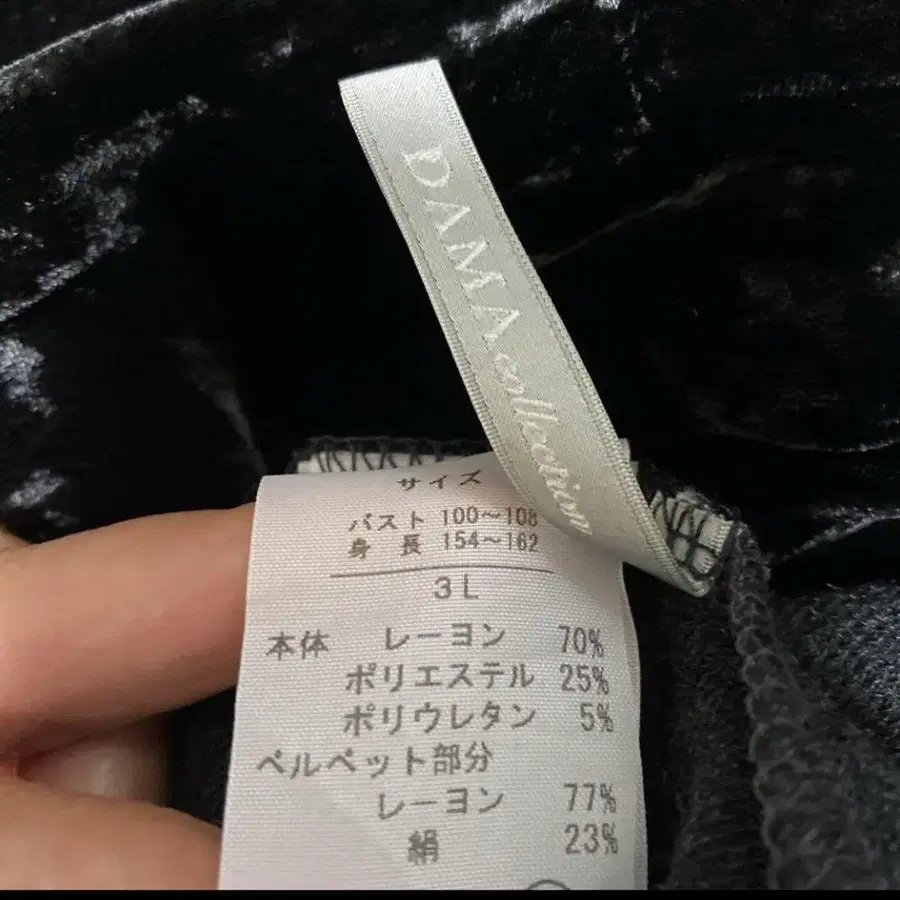 DAMA collection
サイズ
バスト 100〜108
身長 154〜162
3L
本体 レーヨン 70%
ポリエステル 25%
ポリウレタン 5%
ベルベット部分
レーヨン 77%
絹 23%